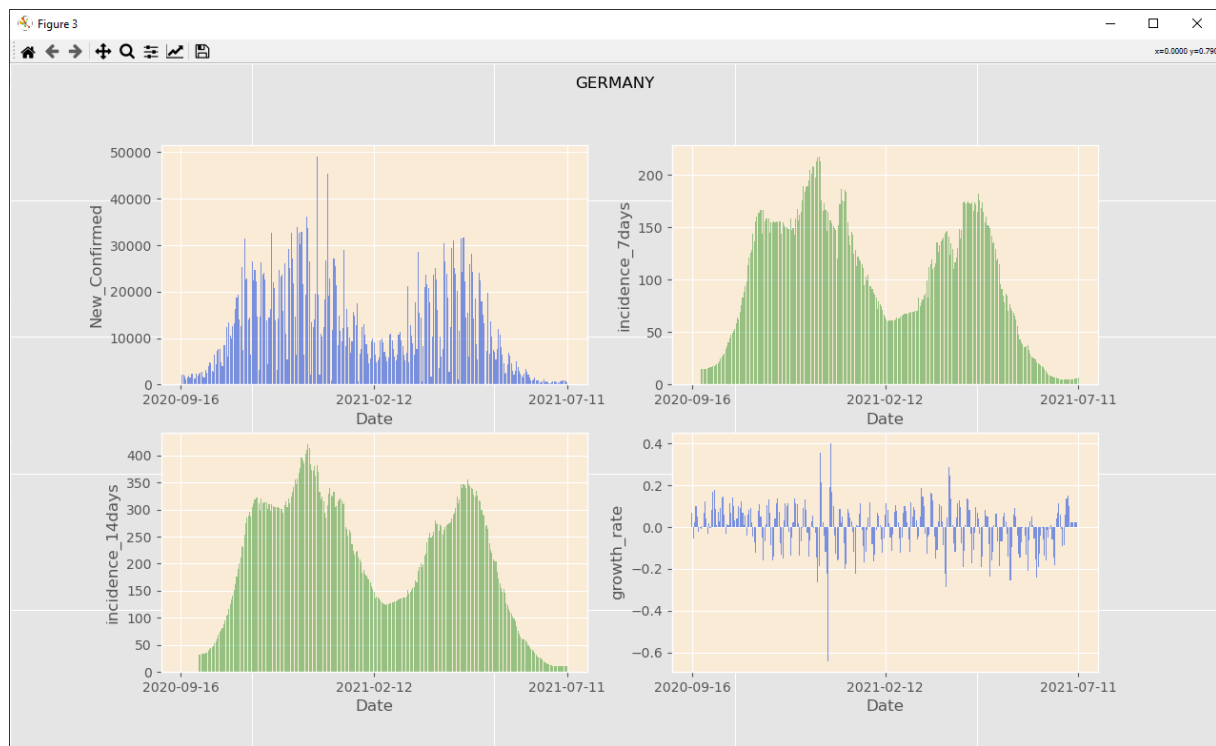 Figure 3
x=0.0000 y=0.790
GERMANY
50000
40000
30000
20000
10000
0
New_Confirmed
2020-09-16 2021-02-12 2021-07-11
Date
200
150
100
50
0
incidence_7days
2020-09-16 2021-02-12 2021-07-11
Date
400
350
300
250
200
150
100
50
0
incidence_14days
2020-09-16 2021-02-12 2021-07-11
Date
0.4
0.2
0.0
−0.2
−0.4
−0.6
growth_rate
2020-09-16 2021-02-12 2021-07-11
Date